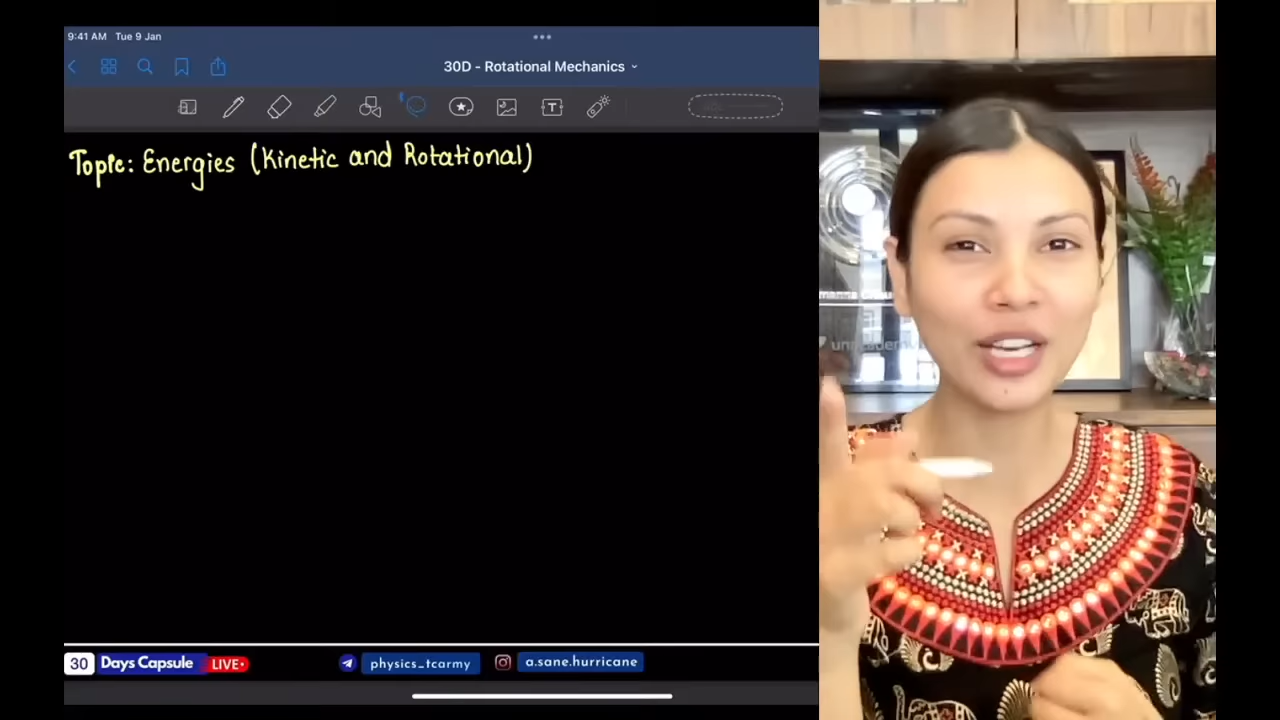 9:41 AM Tue 9 Jan
30D - Rotational Mechanics
Topic: Energies (Kinetic and Rotational)
30 Days Capsule LIVE
physics_tcarmy
a.sane.hurricane